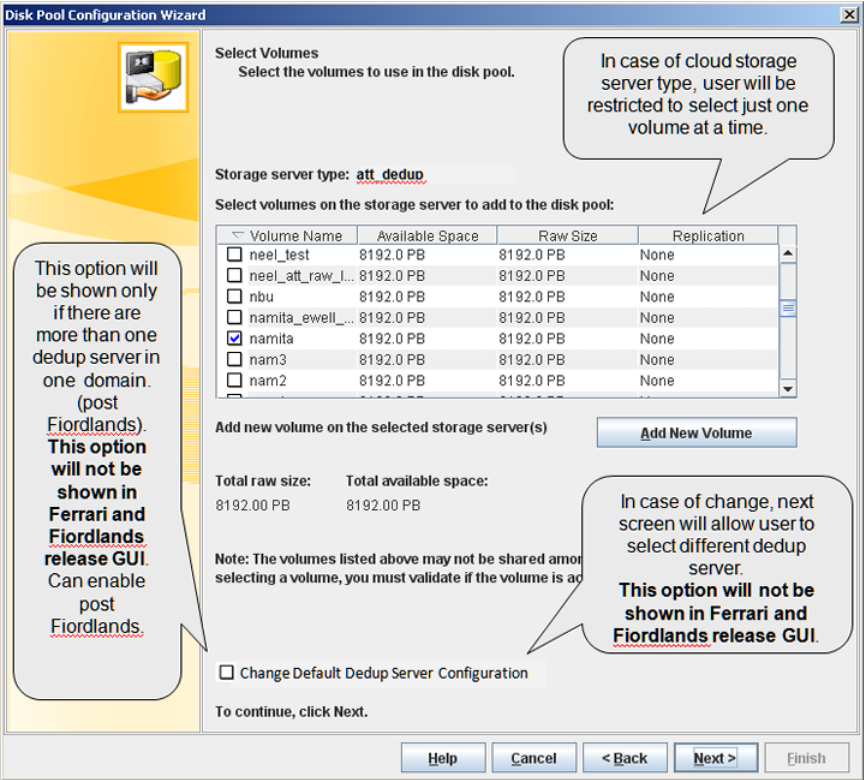 Disk Pool Configuration Wizard
Select Volumes
Select the volumes to use in the disk pool.
In case of cloud storage
server type, user will be
restricted to select just one
volume at a time.
Storage server type: att_dedup
Select volumes on the storage server to add to the disk pool:
Volume Name Available Space Raw Size Replication
neel_test 8192.0 PB 8192.0 PB None
neel_att_raw_l... 8192.0 PB 8192.0 PB None
nbu 8192.0 PB 8192.0 PB None
namita_ewell_... 8192.0 PB 8192.0 PB None
namita 8192.0 PB 8192.0 PB None
nam3 8192.0 PB 8192.0 PB None
nam2 8192.0 PB 8192.0 PB None
This option will
be shown only
if there are
more than one
dedup server in
one domain.
(post
Fiordlands).
This option
will not be
shown in
Ferrari and
Fiordlands
release GUI.
Can enable
post
Fiordlands.
Add new volume on the selected storage server(s)
Add New Volume
Total raw size: Total available space:
8192.00 PB 8192.00 PB
Note: The volumes listed above may not be shared
selecting a volume, you must validate if the volume is
In case of change, next
screen will allow user to
select different dedup
server.
This option will not be
shown in Ferrari and
Fiordlands release GUI.
Change Default Dedup Server Configuration
To continue, click Next.
Help Cancel < Back Next > Finish